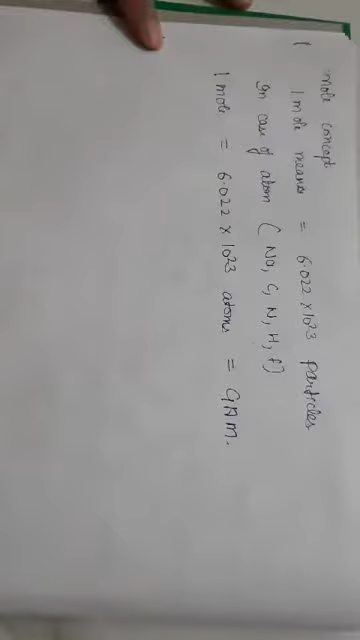 mole concept
( 1 mole means = 6.022 x 10²³ particles
In case of atom ( Na, C, N, H, P)
1 mole = 6.022 x 10²³ atoms = GAM.